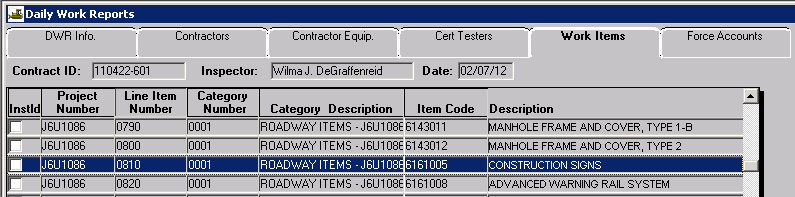 Daily Work Reports
DWR Info. Contractors Contractor Equip. Cert Testers Work Items Force Accounts
Contract ID: 110422-601 Inspector: Wilma J. DeGraffenreid Date: 02/07/12
Instld Project Number Line Item Number Category Number Category Description Item Code Description
J6U1086 0790 0001 ROADWAY ITEMS - J6U1086 6143011 MANHOLE FRAME AND COVER, TYPE 1-B
J6U1086 0800 0001 ROADWAY ITEMS - J6U1086 6143012 MANHOLE FRAME AND COVER, TYPE 2
J6U1086 0810 0001 ROADWAY ITEMS - J6U1086 6161005 CONSTRUCTION SIGNS
J6U1086 0820 0001 ROADWAY ITEMS - J6U1086 6161008 ADVANCED WARNING RAIL SYSTEM